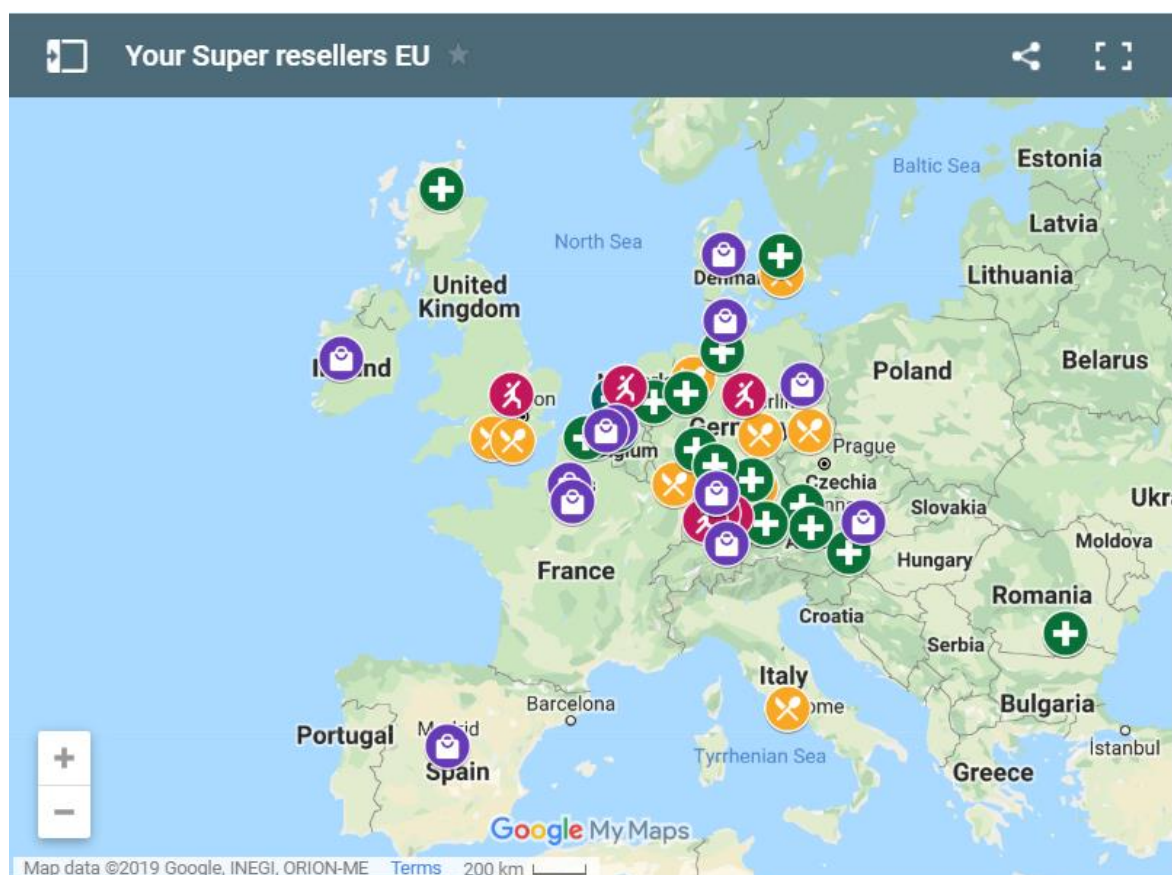 Your Super resellers EU
Baltic Sea
Estonia
Latvia
North Sea
Lithuania
United
Kingdom
Belarus
Poland
Prague
Czechia
Slovakia
Ukr
Moldova
Hungary
France
Romania
Croatia
Serbia
Italy
Barcelona
Bulgaria
Portugal
Tyrrhenian Sea
İstanbul
Spain
Greece
+
−
Google My Maps
Map data ©2019 Google, INEGI, ORION-ME Terms 200 km